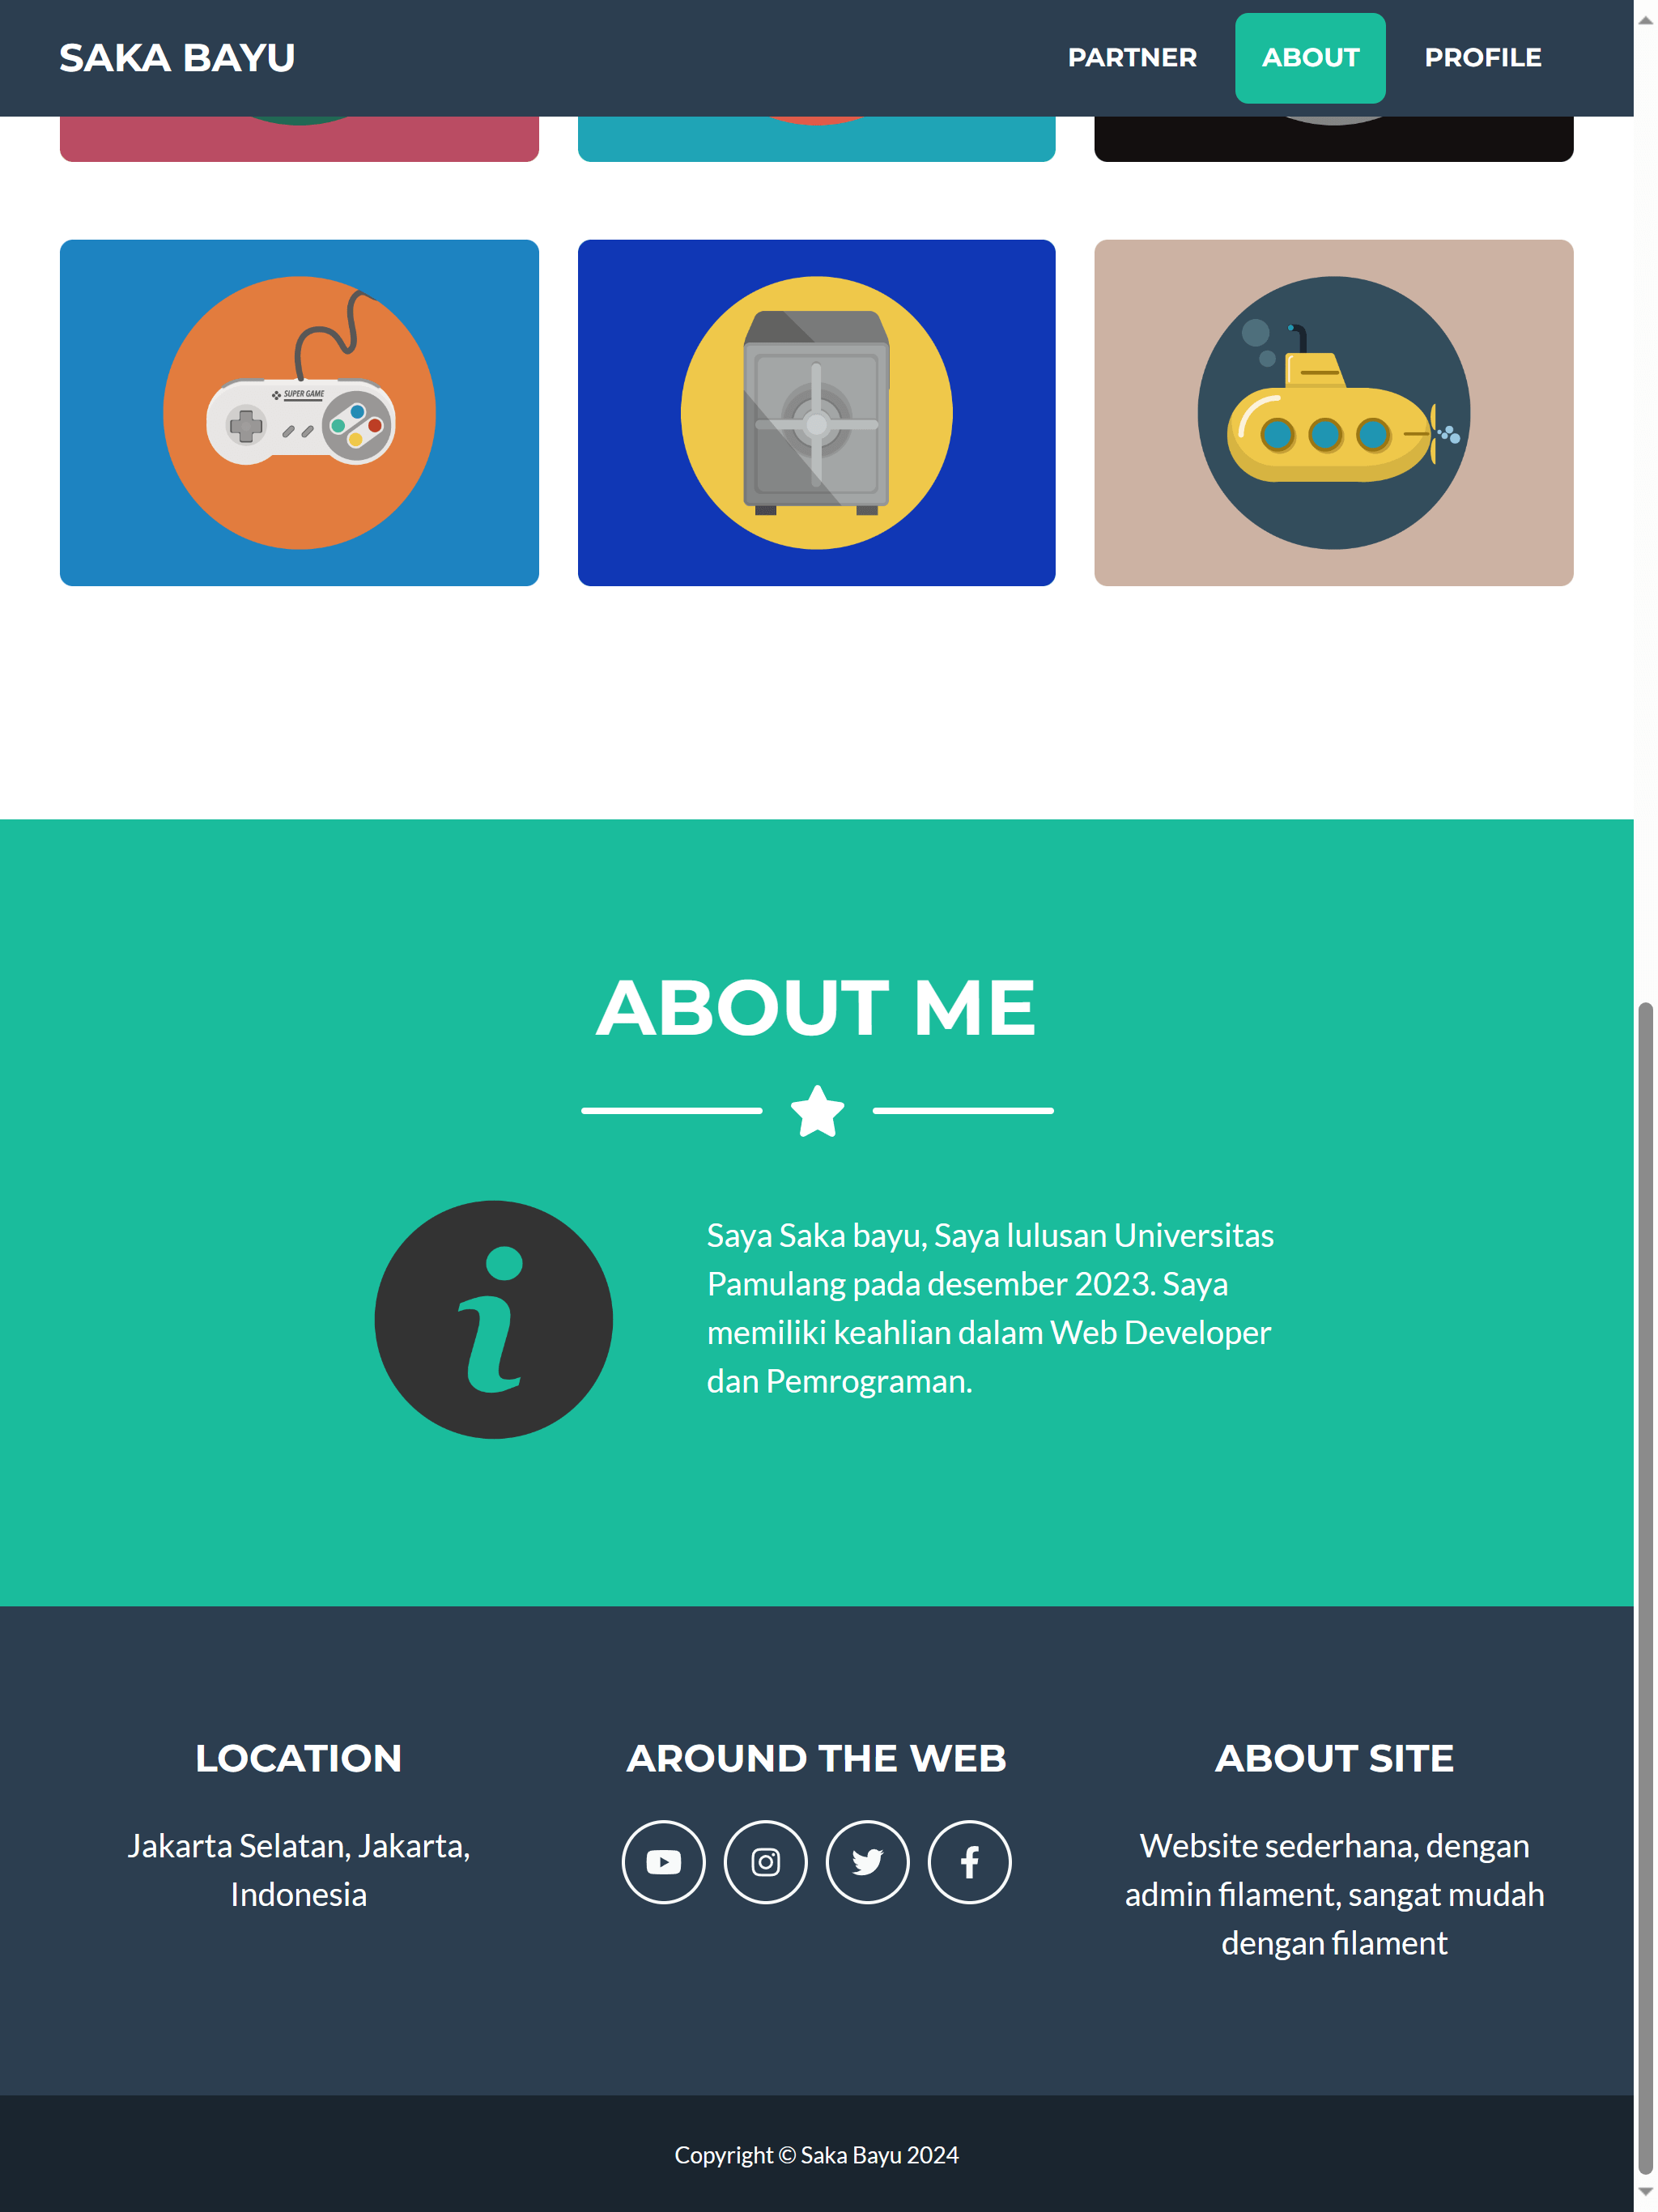 SAKA BAYU
PARTNER
ABOUT
PROFILE
SUPER GAME
ABOUT ME
Saya Saka bayu, Saya lulusan Universitas
Pamulang pada desember 2023. Saya
memiliki keahlian dalam Web Developer
dan Pemrograman.
LOCATION
Jakarta Selatan, Jakarta,
Indonesia
AROUND THE WEB
ABOUT SITE
Website sederhana, dengan
admin filament, sangat mudah
dengan filament
Copyright © Saka Bayu 2024